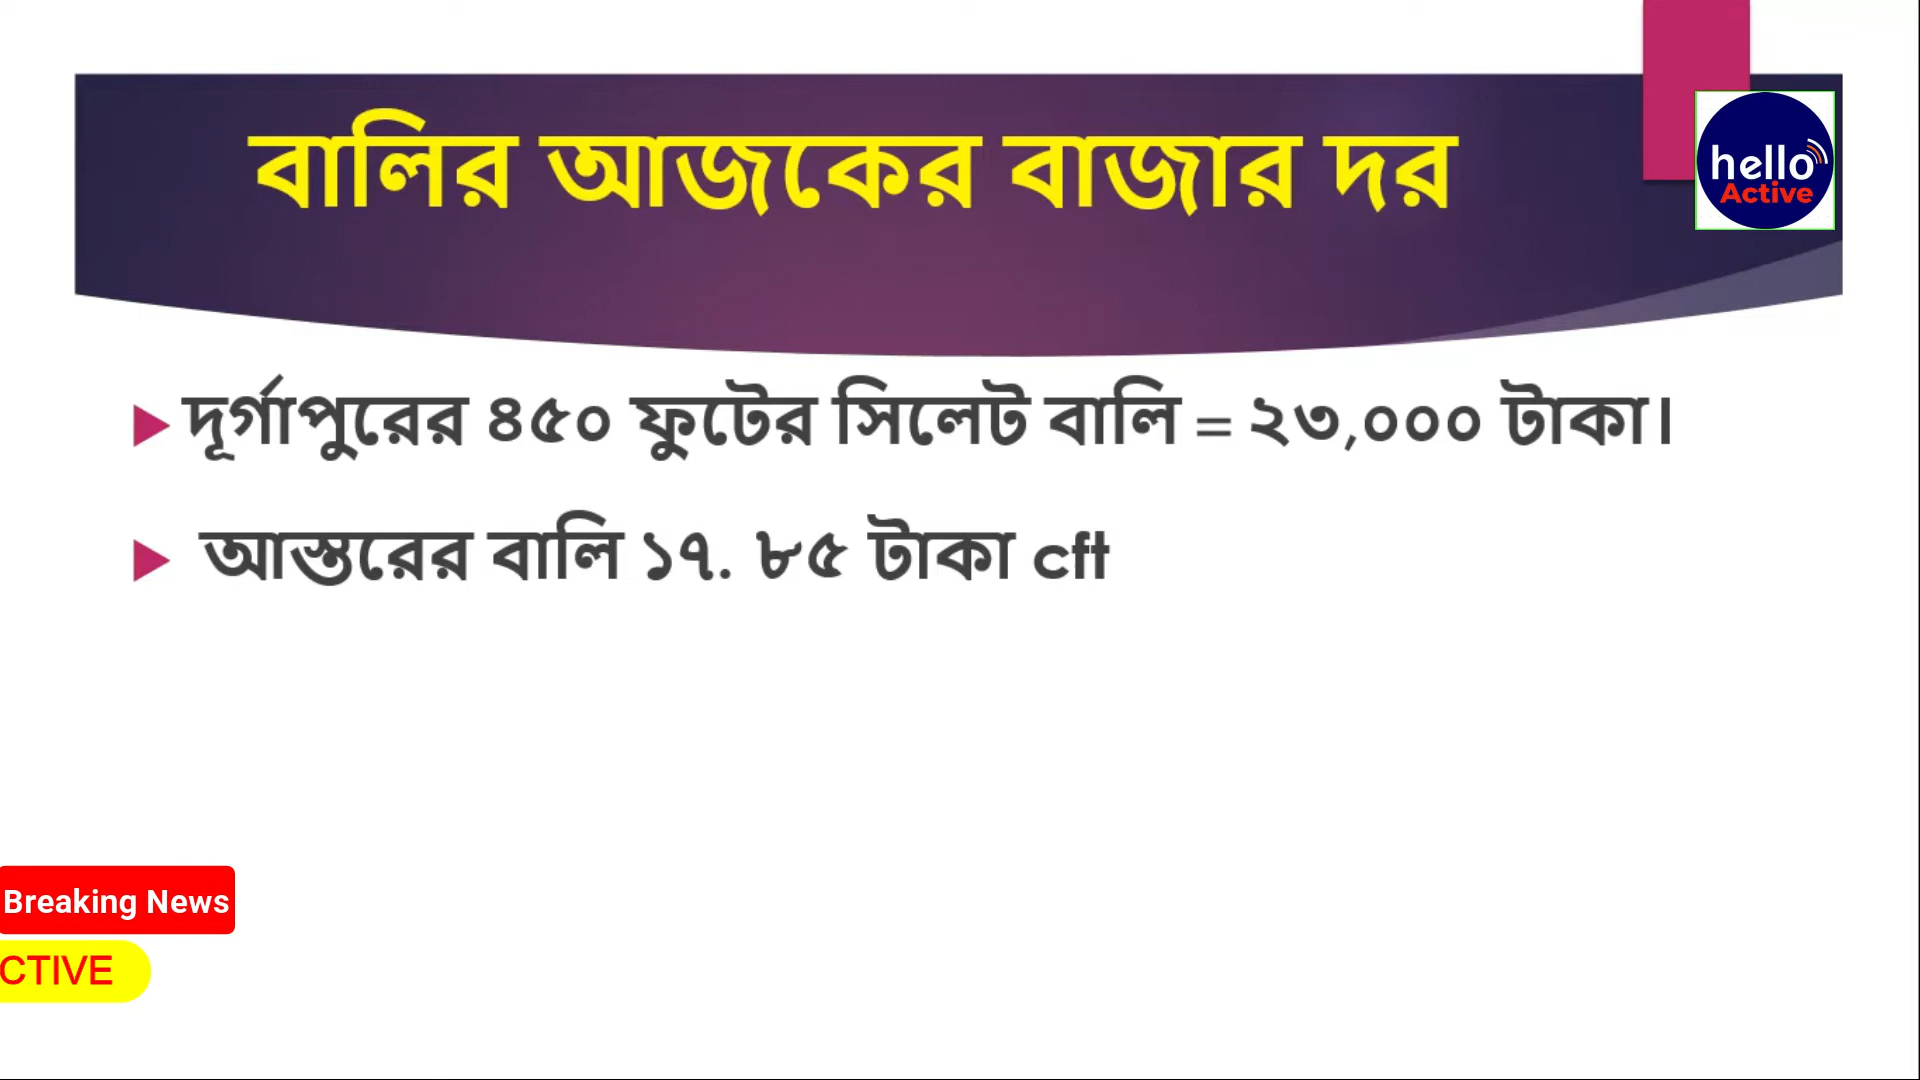 বালির আজকের বাজার দর
hello
Active
দূর্গাপুরের ৪৫০ ফুটের সিলেট বালি = ২৩,০০০ টাকা।
আস্তরের বালি ১৭. ৮৫ টাকা cft
Breaking News
CTIVE